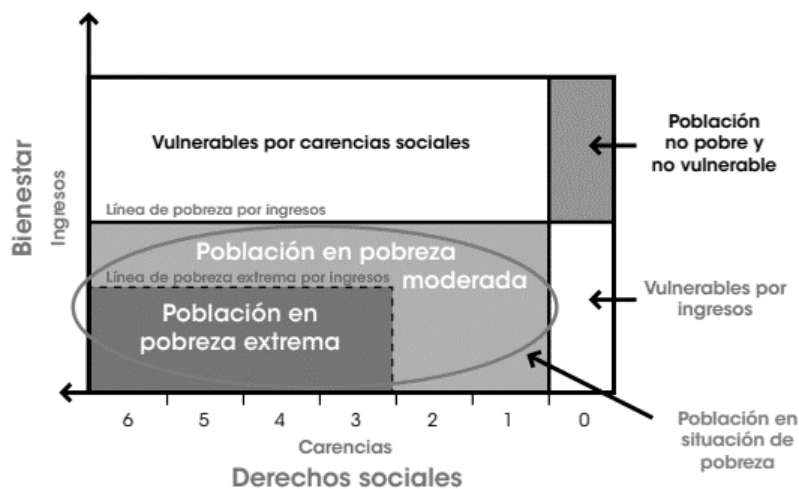 Bienestar
Ingresos
Vulnerables por carencias sociales
Población
no pobre y
no vulnerable
Línea de pobreza por ingresos
Población en pobreza
moderada
Línea de pobreza extrema por ingresos
Población en
pobreza extrema
Vulnerables por
ingresos
6 5 4 3 2 1 0
Carencias
Derechos sociales
Población en
situación de
pobreza